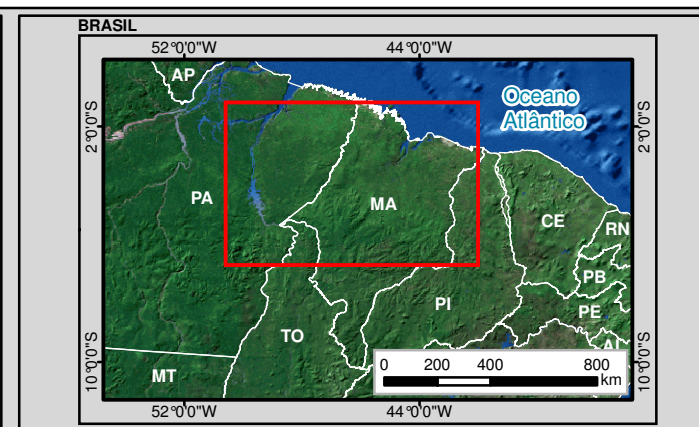 BRASIL
52°0'0"W
44°0'0"W
AP
Oceano
Atlântico
2°0'0"S
2°0'0"S
PA
MA
CE
RN
PB
PI
PE
TO
AL
MT
10°0'0"S
10°0'0"S
0 200 400 800
km
52°0'0"W
44°0'0"W